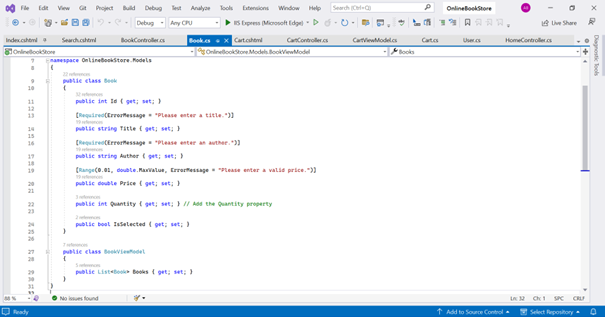 File Edit View Git Project Build Debug Test Analyze Tools Extensions Window Help Search (Ctrl+Q) OnlineBookStore
Debug Any CPU IIS Express (Microsoft Edge) Live Share
Index.cshtml Search.cshtml BookController.cs Book.cs Cart.cshtml CartController.cs CartViewModel.cs Cart.cs User.cs HomeController.cs
OnlineBookStore OnlineBookStore.Models.BookViewModel Books
Diagnostic Tools
7 namespace OnlineBookStore.Models
8 {
22 references
9 public class Book
10 {
32 references
11 public int Id { get; set; }
12
13 [Required(ErrorMessage = "Please enter a title.")]
19 references
14 public string Title { get; set; }
15
16 [Required(ErrorMessage = "Please enter an author.")]
19 references
17 public string Author { get; set; }
18
19 [Range(0.01, double.MaxValue, ErrorMessage = "Please enter a valid price.")]
19 references
20 public double Price { get; set; }
21
5 references
22 public int Quantity { get; set; } // Add the Quantity property
23
2 references
24 public bool IsSelected { get; set; }
25 }
26
7 references
27 public class BookViewModel
28 {
5 references
29 public List<Book> Books { get; set; }
30 }
31 }
32
88 % No issues found Ln: 32 Ch: 1 SPC CRLF
Ready Add to Source Control Select Repository